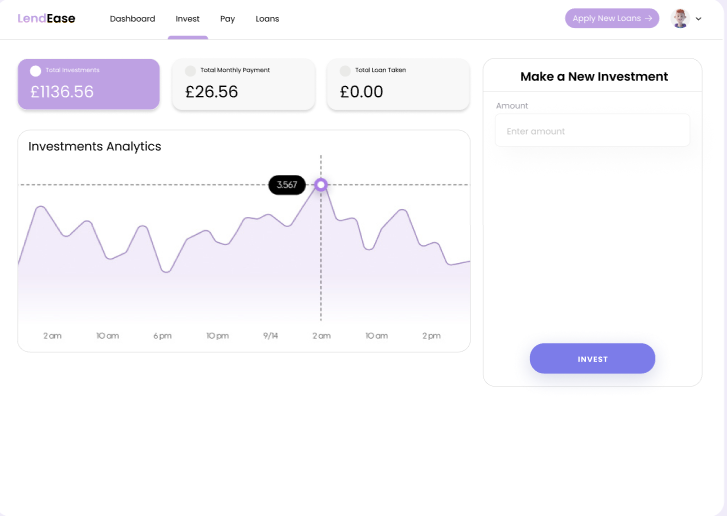 LendEase
Dashboard Invest Pay Loans
Apply New Loans →
Total Investments
£1136.56
Total Monthly Payment
£26.56
Total Loan Taken
£0.00
Investments Analytics
3.567
2 am 10 am 6 pm 10 pm 9/14 2 am 10 am 2 pm
Make a New Investment
Amount
Enter amount
INVEST